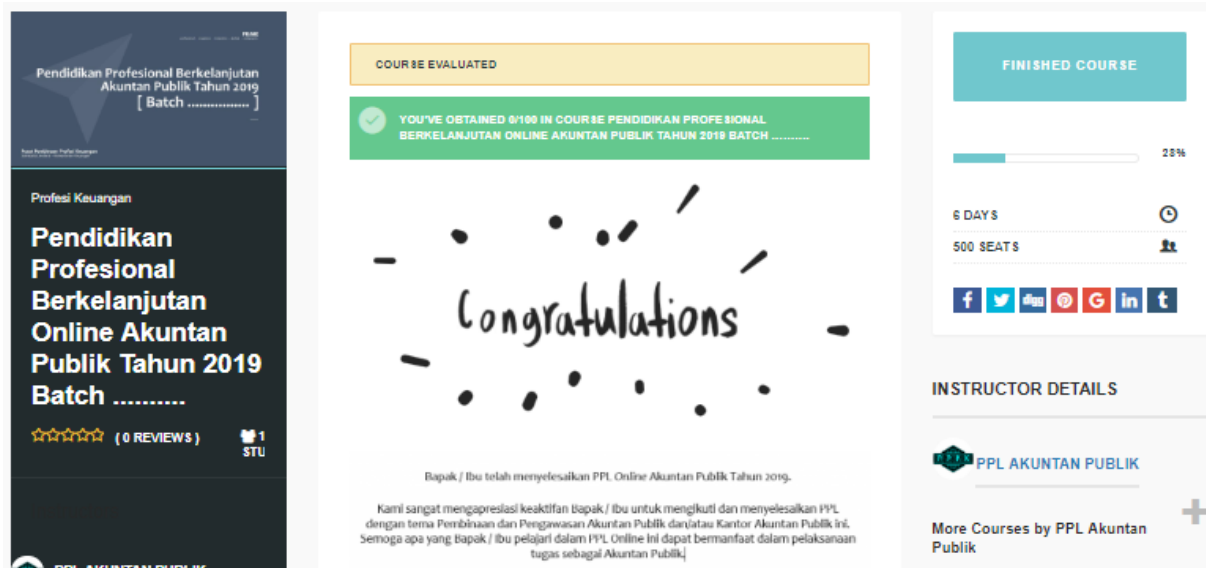 Pendidikan Profesional Berkelanjutan
Akuntan Publik Tahun 2019
[ Batch ................ ]
Profesi Keuangan
Pendidikan
Profesional
Berkelanjutan
Online Akuntan
Publik Tahun 2019
Batch ..........
( 0 REVIEWS )
1
STU
PPL AKUNTAN PUBLIK
COURSE EVALUATED
YOU'VE OBTAINED 0/100 IN COURSE PENDIDIKAN PROFESIONAL
BERKELANJUTAN ONLINE AKUNTAN PUBLIK TAHUN 2019 BATCH ..........
Congratulations
Bapak / Ibu telah menyelesaikan PPL Online Akuntan Publik Tahun 2019.
Kami sangat mengapresiasi keaktifan Bapak / Ibu untuk mengikuti dan menyelesaikan PPL
dengan tema Pembinaan dan Pengawasan Akuntan Publik dan/atau Kantor Akuntan Publik ini.
Semoga apa yang Bapak / Ibu pelajari dalam PPL Online ini dapat bermanfaat dalam pelaksanaan
tugas sebagai Akuntan Publik.
FINISHED COURSE
28%
6 DAYS
500 SEATS
f digg G in t
INSTRUCTOR DETAILS
PPL AKUNTAN PUBLIK
More Courses by PPL Akuntan
Publik